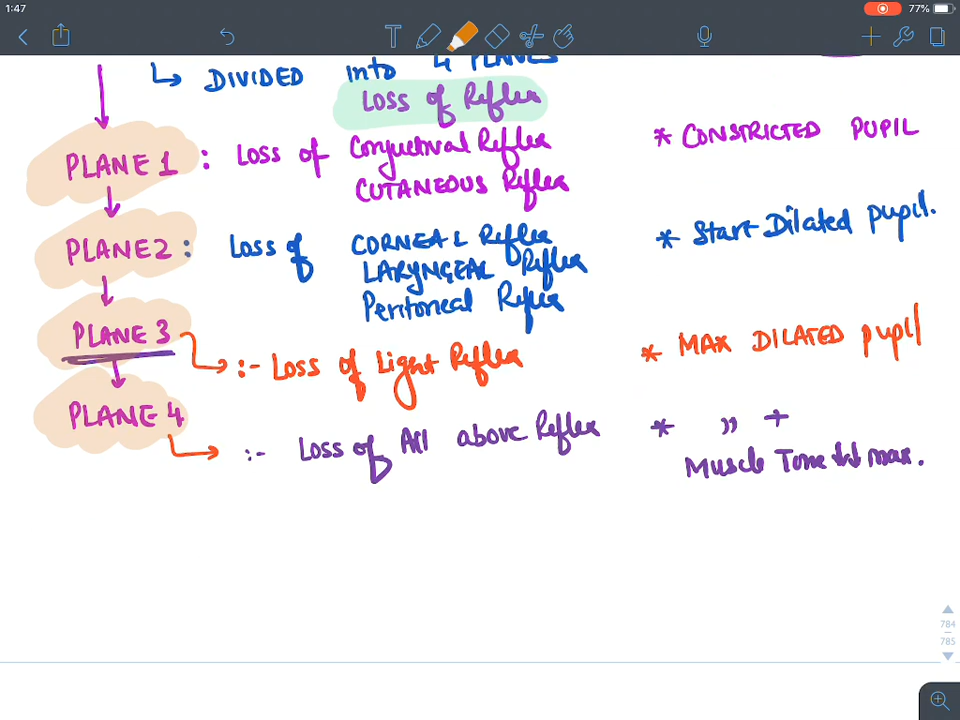 1:47
77%
T
↳ DIVIDED into 4 PLANES
Loss of Reflex
PLANE 1 : Loss of Conjuctival Reflex * CONSTRICTED PUPIL
CUTANEOUS Reflex
PLANE 2 : Loss of CORNEAL Reflex * Start Dilated pupil.
LARYNGEAL Reflex
Peritoneal Reflex
PLANE 3 :- Loss of Light Reflex * MAX DILATED pupil
PLANE 4 :- Loss of All above Reflex * ,, +
Muscle Tone ↓↓ max.
784
785